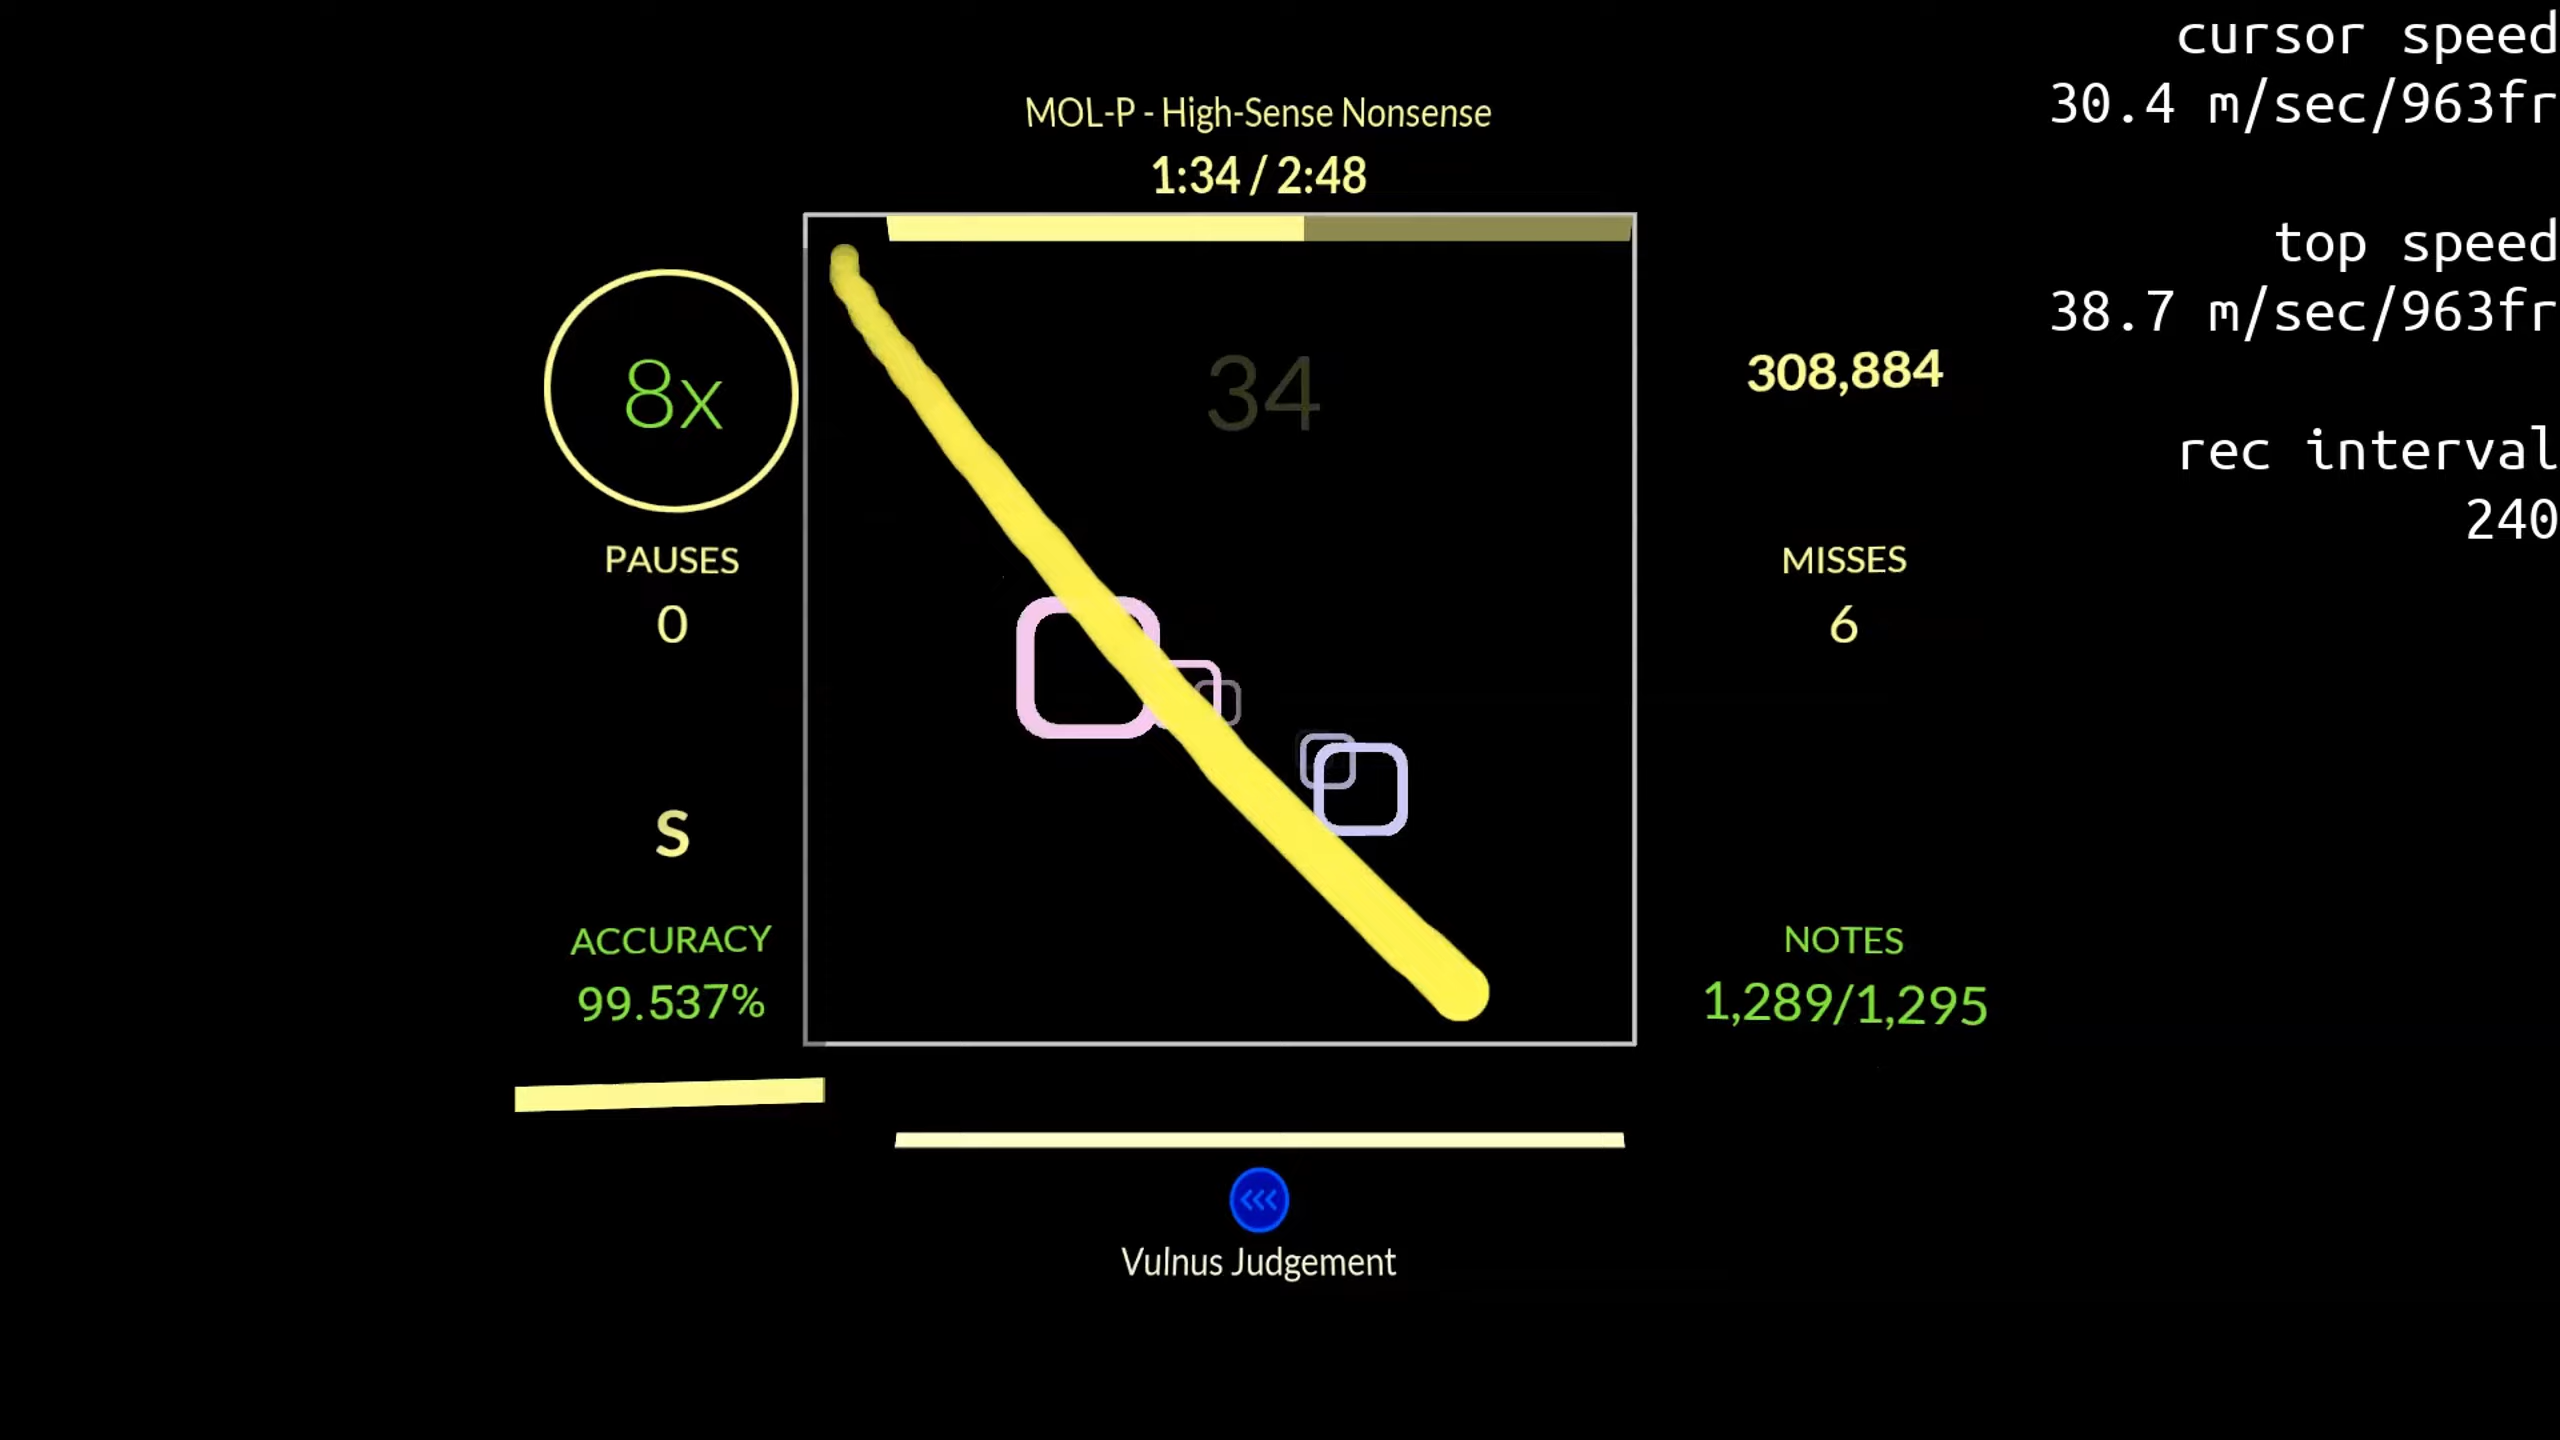 cursor speed
30.4 m/sec/963fr
top speed
38.7 m/sec/963fr
rec interval
240
MOL-P - High-Sense Nonsense
1:34 / 2:48
8x
PAUSES
0
S
ACCURACY
99.537%
34
308,884
MISSES
6
NOTES
1,289/1,295
Vulnus Judgement